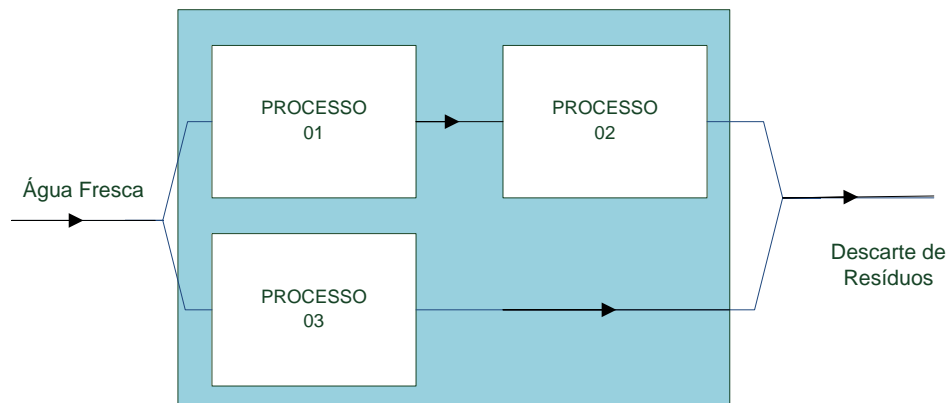 PROCESSO
01
PROCESSO
02
Água Fresca
PROCESSO
03
Descarte de
Resíduos